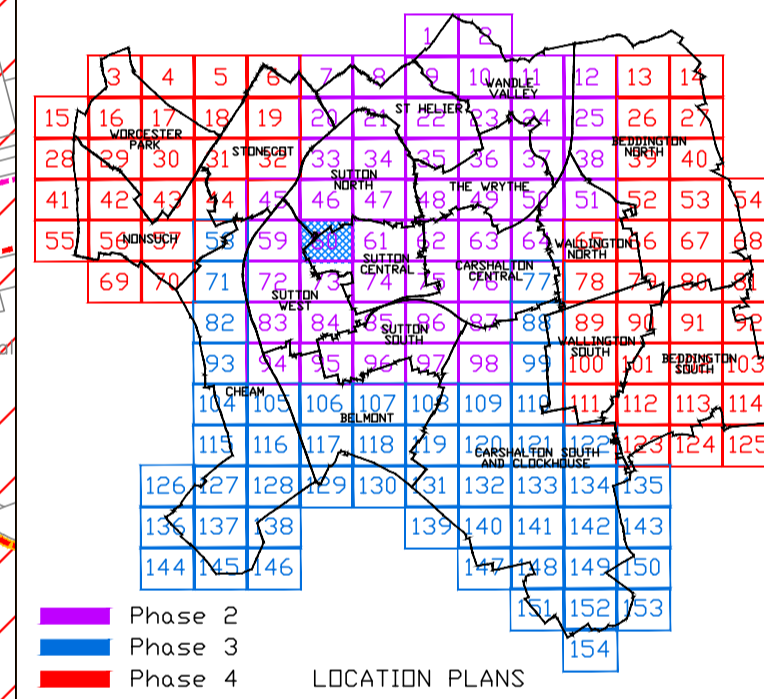 1 2
3 4 5 6 7 8 9 10 11 12 13 14
WANDLE VALLEY
15 16 17 18 19 20 21 22 23 24 25 26 27
ST HELIER
WORCESTER PARK
28 29 30 31 32 33 34 35 36 37 38 39 40
STONECOT
BEDDINGTON NORTH
SUTTON NORTH
THE WRYTHE
41 42 43 44 45 46 47 48 49 50 51 52 53 54
55 56 57 58 59 60 61 62 63 64 65 66 67 68
NONSUCH
WALLINGTON NORTH
SUTTON CENTRAL
CARSHALTON CENTRAL
69 70 71 72 73 74 75 76 77 78 79 80 81
SUTTON WEST
82 83 84 85 86 87 88 89 90 91 92
SUTTON SOUTH
WALLINGTON SOUTH
93 94 95 96 97 98 99 100 101 103
BEDDINGTON SOUTH
CHEAM
104 105 106 107 108 109 110 111 112 113 114
BELMONT
115 116 117 118 119 120 121 122 123 124 125
CARSHALTON SOUTH AND CLOCKHOUSE
126 127 128 129 130 131 132 133 134 135
136 137 138 139 140 141 142 143
144 145 146 147 148 149 150
151 152 153
154
Phase 2
Phase 3
Phase 4
LOCATION PLANS